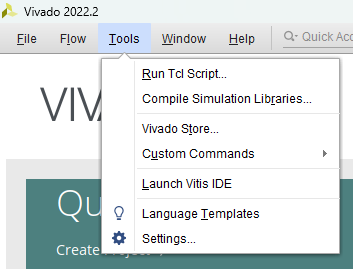 Vivado 2022.2
File Flow Tools Window Help Quick Acc
Run Tcl Script...
Compile Simulation Libraries...
VIV
Vivado Store...
Custom Commands
Launch Vitis IDE
Qu
Language Templates
Settings...
Create Project